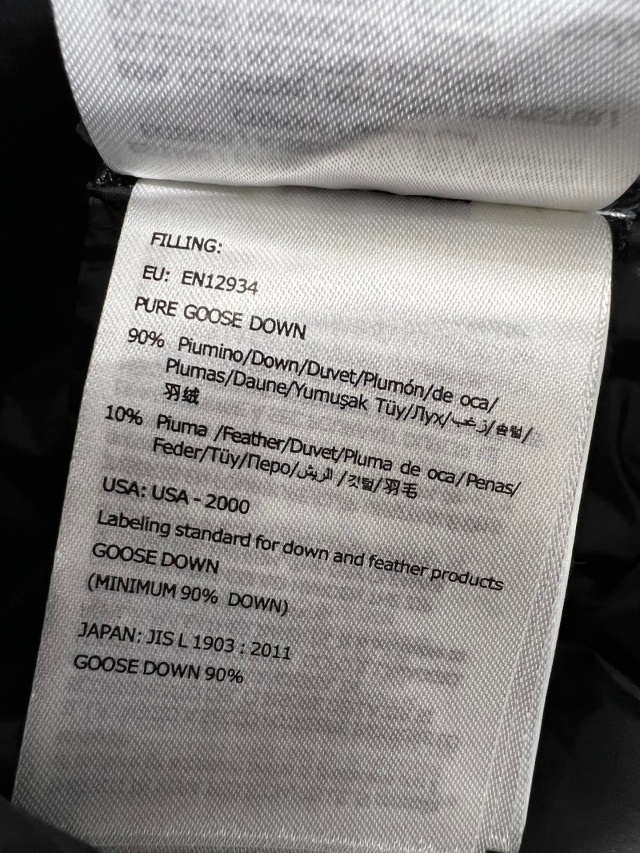 FILLING:
EU: EN12934
PURE GOOSE DOWN
90% Piumino/Down/Duvet/Plumón/de oca/
Plumas/Daune/Yumuşak Tüy/Лух/زغب/솜털/
羽绒
10% Piuma /Feather/Duvet/Pluma de oca/Penas/
Feder/Tüy/Перо/الريش/깃털/羽毛
USA: USA - 2000
Labeling standard for down and feather products
GOOSE DOWN
(MINIMUM 90% DOWN)
JAPAN: JIS L 1903 : 2011
GOOSE DOWN 90%